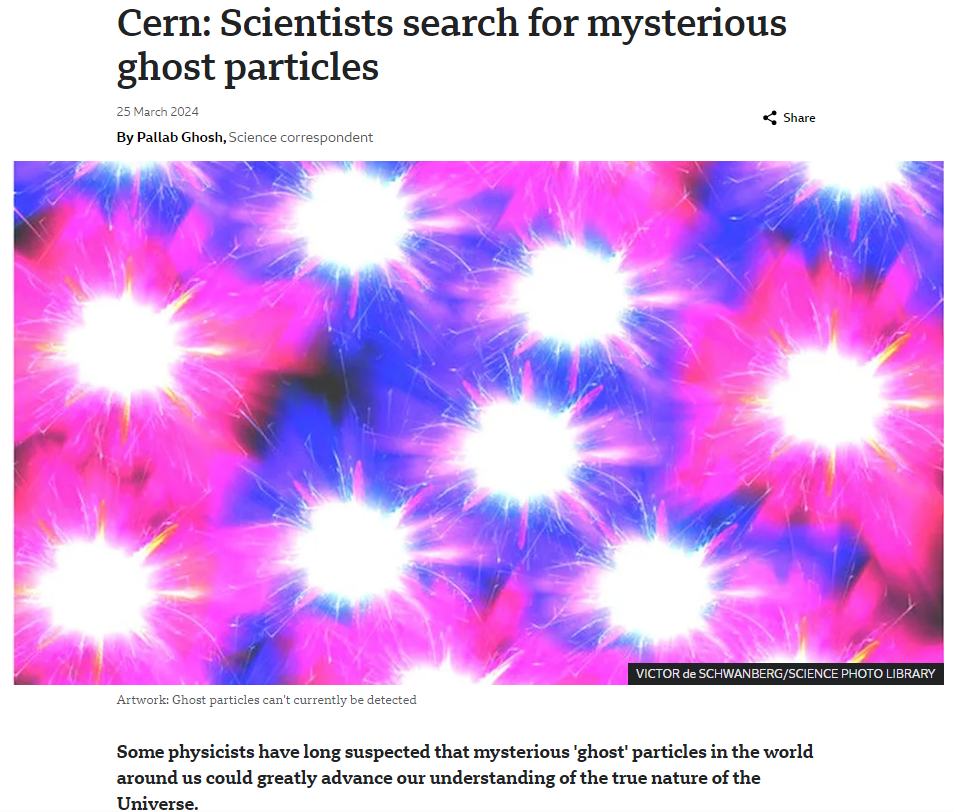 Cern: Scientists search for mysterious
ghost particles
25 March 2024
Share
By Pallab Ghosh, Science correspondent
VICTOR de SCHWANBERG/SCIENCE PHOTO LIBRARY
Artwork: Ghost particles can't currently be detected
Some physicists have long suspected that mysterious 'ghost' particles in the world
around us could greatly advance our understanding of the true nature of the
Universe.